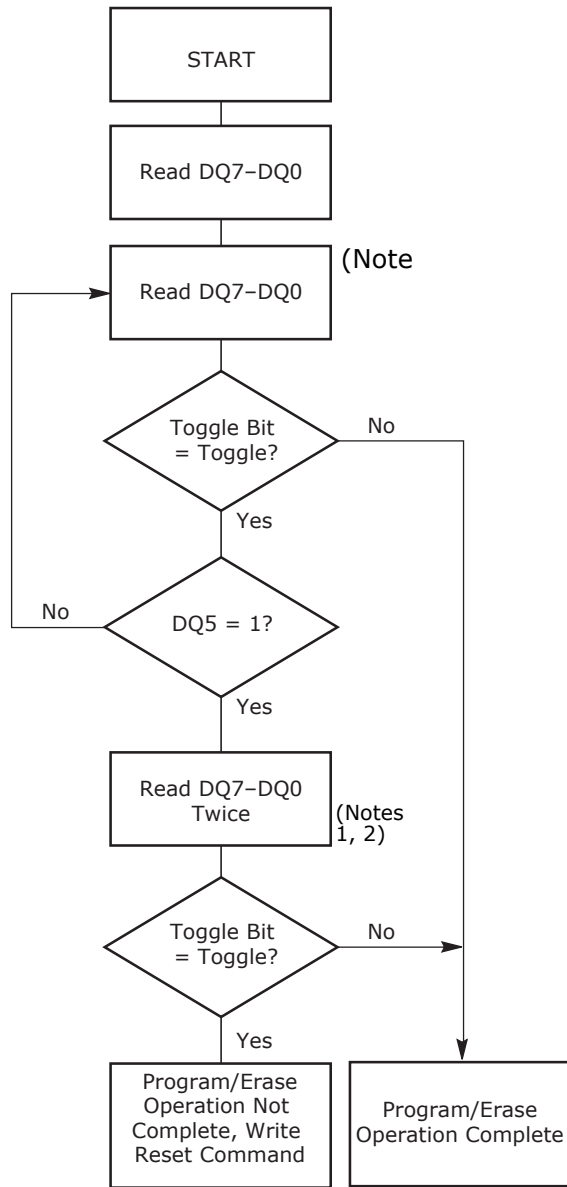 START
Read DQ7–DQ0
Read DQ7–DQ0
(Note
Toggle Bit
= Toggle?
No
Yes
DQ5 = 1?
No
Yes
Read DQ7–DQ0
Twice
(Notes
1, 2)
Toggle Bit
= Toggle?
No
Yes
Program/Erase
Operation Not
Complete, Write
Reset Command
Program/Erase
Operation Complete